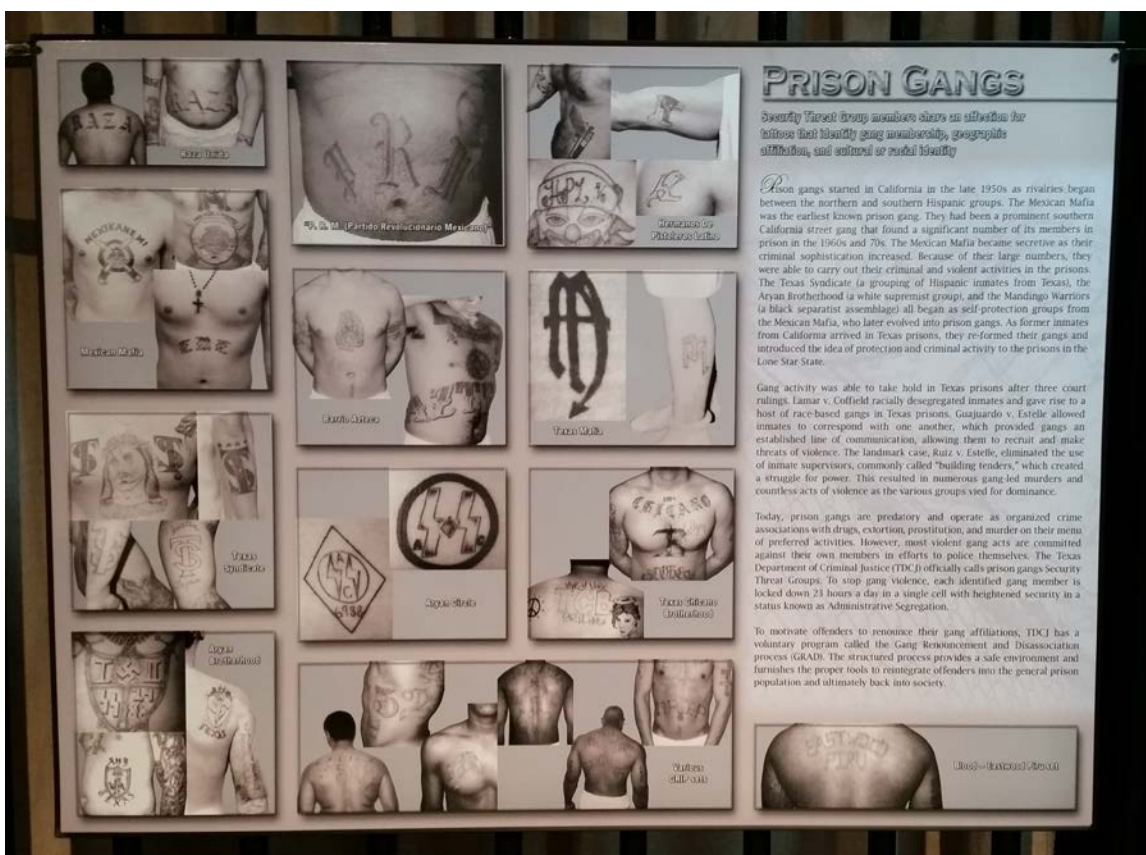 PRISON GANGS
Security Threat Group members share an affection for
tattoos that identify gang membership, geographic
affiliation, and cultural or racial identity
Prison gangs started in California in the late 1950s as rivalries began
between the northern and southern Hispanic groups. The Mexican Mafia
was the earliest known prison gang. They had been a prominent southern
California street gang that found a significant number of its members in
prison in the 1960s and 70s. The Mexican Mafia became secretive as their
criminal sophistication increased. Because of their large numbers, they
were able to carry out their criminal and violent activities in the prisons.
The Texas Syndicate (a grouping of Hispanic inmates from Texas), the
Aryan Brotherhood (a white supremist group), and the Mandingo Warriors
(a black separatist assemblage) all began as self-protection groups from
the Mexican Mafia, who later evolved into prison gangs. As former inmates
from California arrived in Texas prisons, they re-formed their gangs and
introduced the idea of protection and criminal activity to the prisons in the
Lone Star State.
Gang activity was able to take hold in Texas prisons after three court
rulings. Lamar v. Coffield racially desegregated inmates and gave rise to a
host of race-based gangs in Texas prisons. Guajuardo v. Estelle allowed
inmates to correspond with one another, which provided gangs an
established line of communication, allowing them to recruit and make
threats of violence. The landmark case, Ruiz v. Estelle, eliminated the use
of inmate supervisors, commonly called "building tenders," which created
a struggle for power. This resulted in numerous gang-led murders and
countless acts of violence as the various groups vied for dominance.
Today, prison gangs are predatory and operate as organized crime
associations with drugs, extortion, prostitution, and murder on their menu
of preferred activities. However, most violent gang acts are committed
against their own members in efforts to police themselves. The Texas
Department of Criminal Justice (TDCJ) officially calls prison gangs Security
Threat Groups. To stop gang violence, each identified gang member is
locked down 23 hours a day in a single cell with heightened security in a
status known as Administrative Segregation.
To motivate offenders to renounce their gang affiliations, TDCJ has a
voluntary program called the Gang Renouncement and Disassociation
process (GRAD). The structured process provides a safe environment and
furnishes the proper tools to reintegrate offenders into the general prison
population and ultimately back into society.
RAZA
Raza Unida
"P. R. M. (Partido Revolucionario Mexicano)"
PRM
HPL
Hermanos De
Pistoleros Latino
MEXIKANEMI
EME
Mexican Mafia
Barrio Azteca
Texas Mafia
Texas
Syndicate
AC
6938
Aryan Circle
CHICANO
TCB
Texas Chicano
Brotherhood
Aryan
Brotherhood
TEXAS
Various
CRIP sets
EASTWOOD
PIRU
Blood - Eastwood Piru set